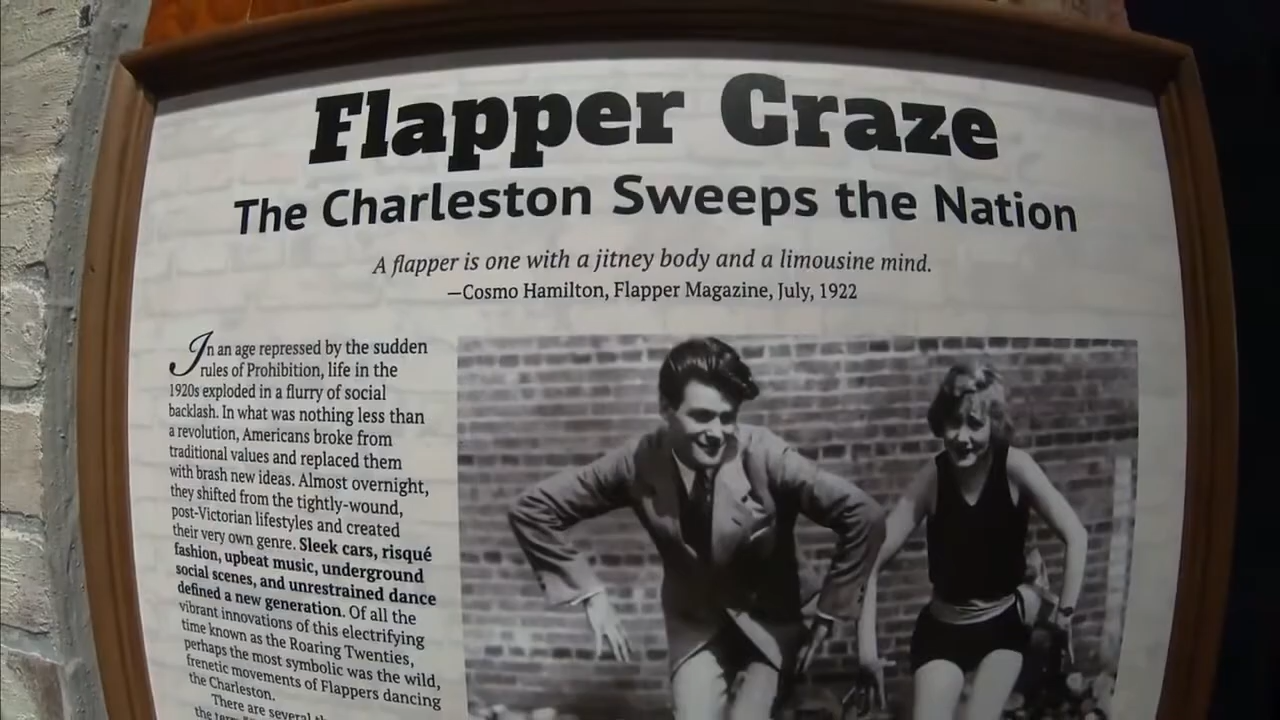 Flapper Craze
The Charleston Sweeps the Nation
A flapper is one with a jitney body and a limousine mind.
—Cosmo Hamilton, Flapper Magazine, July, 1922
In an age repressed by the sudden
rules of Prohibition, life in the
1920s exploded in a flurry of social
backlash. In what was nothing less than
a revolution, Americans broke from
traditional values and replaced them
with brash new ideas. Almost overnight,
they shifted from the tightly-wound,
post-Victorian lifestyles and created
their very own genre. Sleek cars, risqué
fashion, upbeat music, underground
social scenes, and unrestrained dance
defined a new generation. Of all the
vibrant innovations of this electrifying
time known as the Roaring Twenties,
perhaps the most symbolic was the wild,
frenetic movements of Flappers dancing
the Charleston.
There are several
the